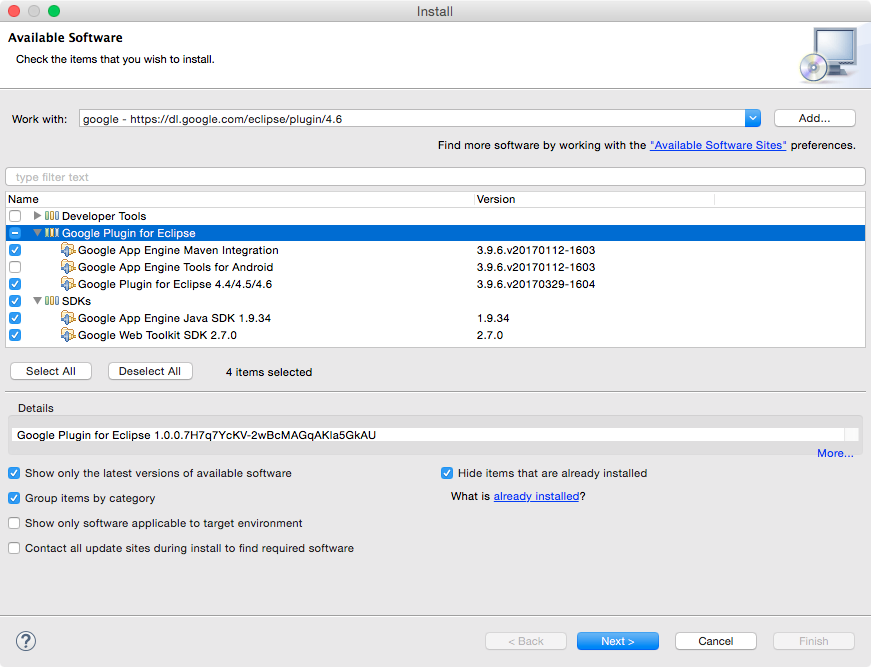 Install
Available Software
Check the items that you wish to install.
Work with: google - https://dl.google.com/eclipse/plugin/4.6 Add...
Find more software by working with the "Available Software Sites" preferences.
type filter text
Name Version
Developer Tools
Google Plugin for Eclipse
Google App Engine Maven Integration 3.9.6.v20170112-1603
Google App Engine Tools for Android 3.9.6.v20170112-1603
Google Plugin for Eclipse 4.4/4.5/4.6 3.9.6.v20170329-1604
SDKs
Google App Engine Java SDK 1.9.34 1.9.34
Google Web Toolkit SDK 2.7.0 2.7.0
Select All Deselect All 4 items selected
Details
Google Plugin for Eclipse 1.0.0.7H7q7YcKV-2wBcMAGqAKla5GkAU
More...
Show only the latest versions of available software Hide items that are already installed
Group items by category What is already installed?
Show only software applicable to target environment
Contact all update sites during install to find required software
? < Back Next > Cancel Finish